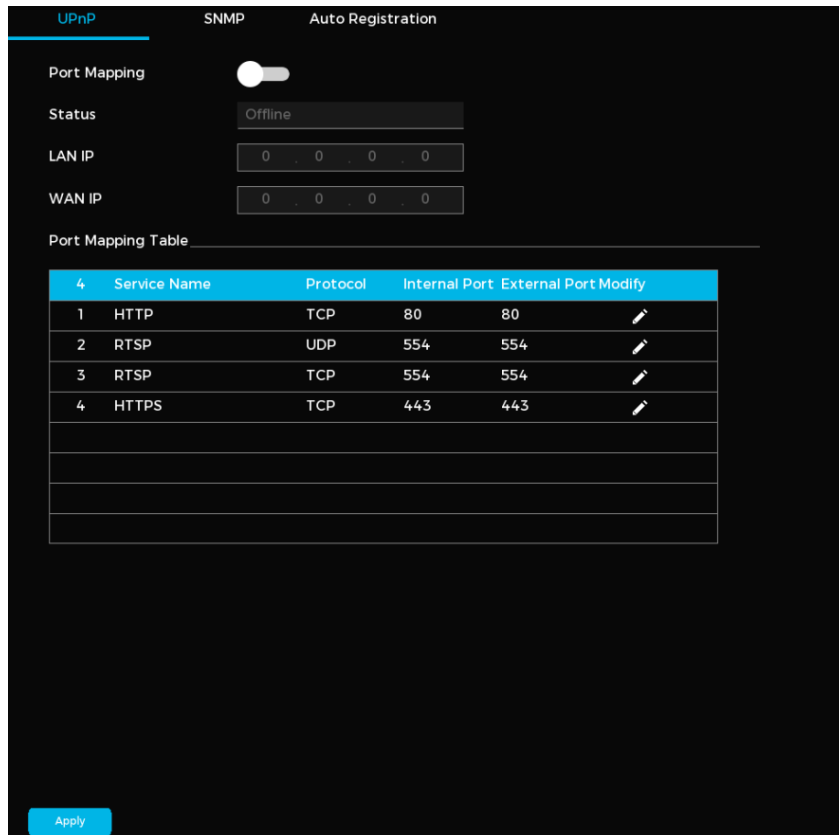 UPnP SNMP Auto Registration
Port Mapping
Status Offline
LAN IP 0 . 0 . 0 . 0
WAN IP 0 . 0 . 0 . 0
Port Mapping Table
4 Service Name Protocol Internal Port External Port Modify
1 HTTP TCP 80 80
2 RTSP UDP 554 554
3 RTSP TCP 554 554
4 HTTPS TCP 443 443
Apply